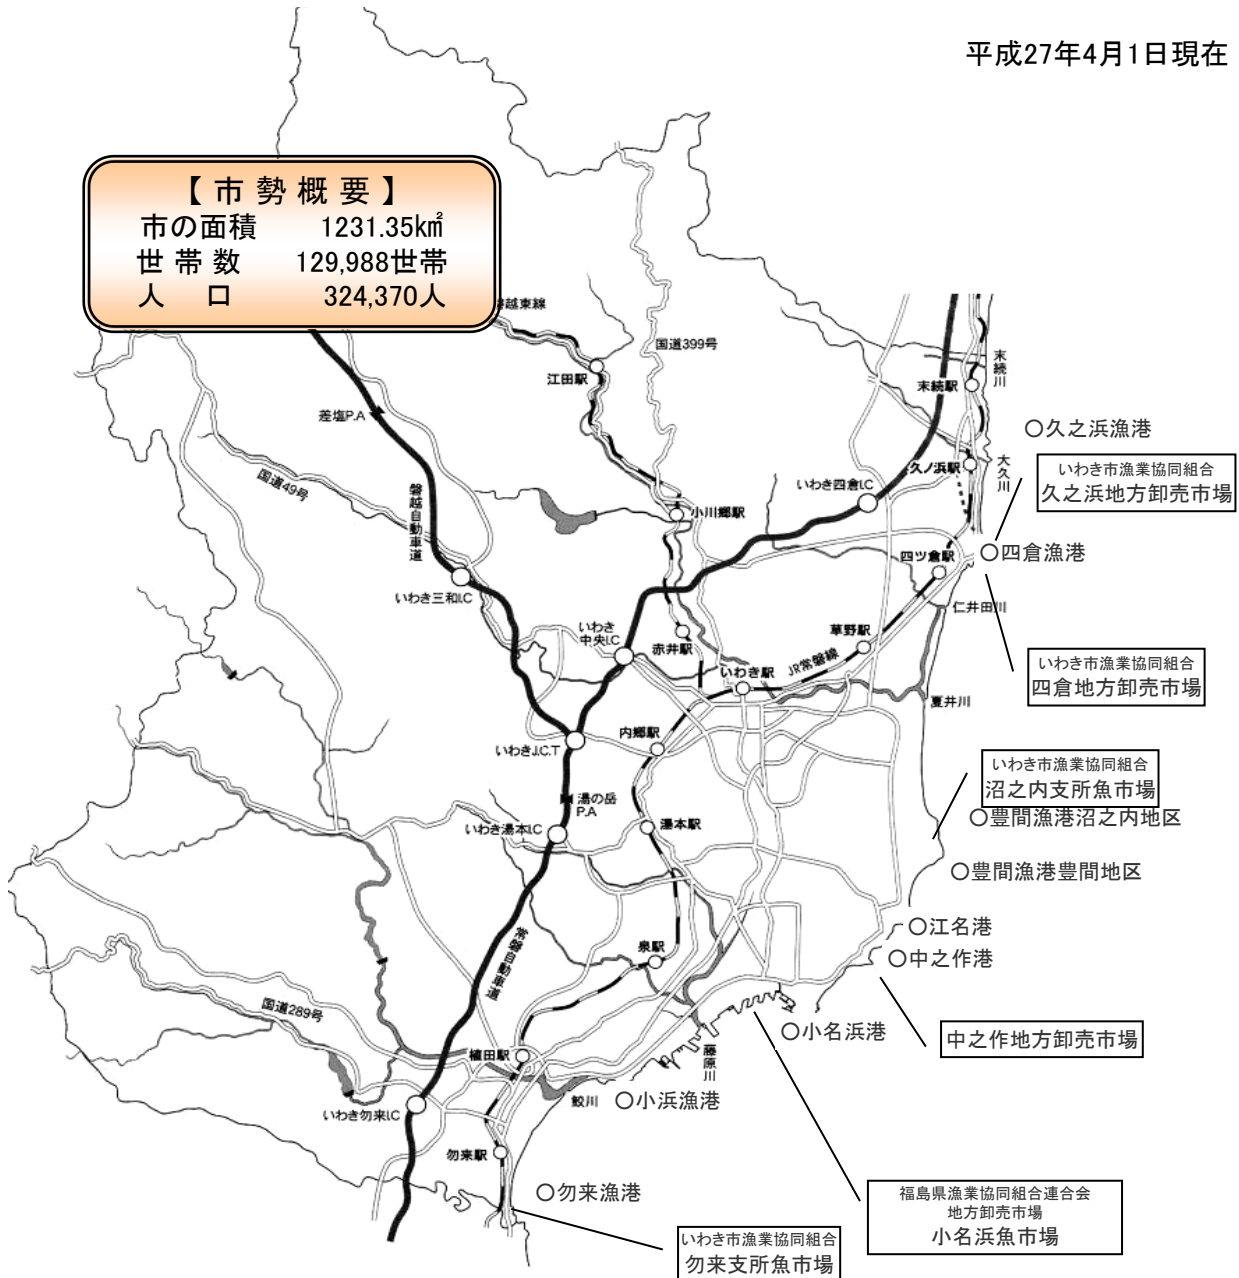 平成27年4月1日現在
【市勢概要】
市の面積 1231.35k㎡
世帯数 129,988世帯
人口 324,370人
越東線
国道399号
江田駅
末続川
末続駅
差塩P.A
○久之浜漁港
久ノ浜駅
大久川
いわき市漁業協同組合
久之浜地方卸売市場
国道49号
磐越自動車道
いわき四倉I.C
小川郷駅
四ツ倉駅
○四倉漁港
いわき三和I.C
仁井田川
いわき
中央I.C
赤井駅
草野駅
JR常磐線
いわき市漁業協同組合
四倉地方卸売市場
いわき駅
夏井川
内郷駅
いわきJ.C.T
いわき市漁業協同組合
沼之内支所魚市場
湯の岳
P.A
○豊間漁港沼之内地区
いわき湯本I.C
湯本駅
○豊間漁港豊間地区
○江名港
常磐自動車道
泉駅
○中之作港
国道289号
○小名浜港
中之作地方卸売市場
植田駅
藤原川
鮫川
○小浜漁港
いわき勿来I.C
勿来駅
○勿来漁港
福島県漁業協同組合連合会
地方卸売市場
小名浜魚市場
いわき市漁業協同組合
勿来支所魚市場